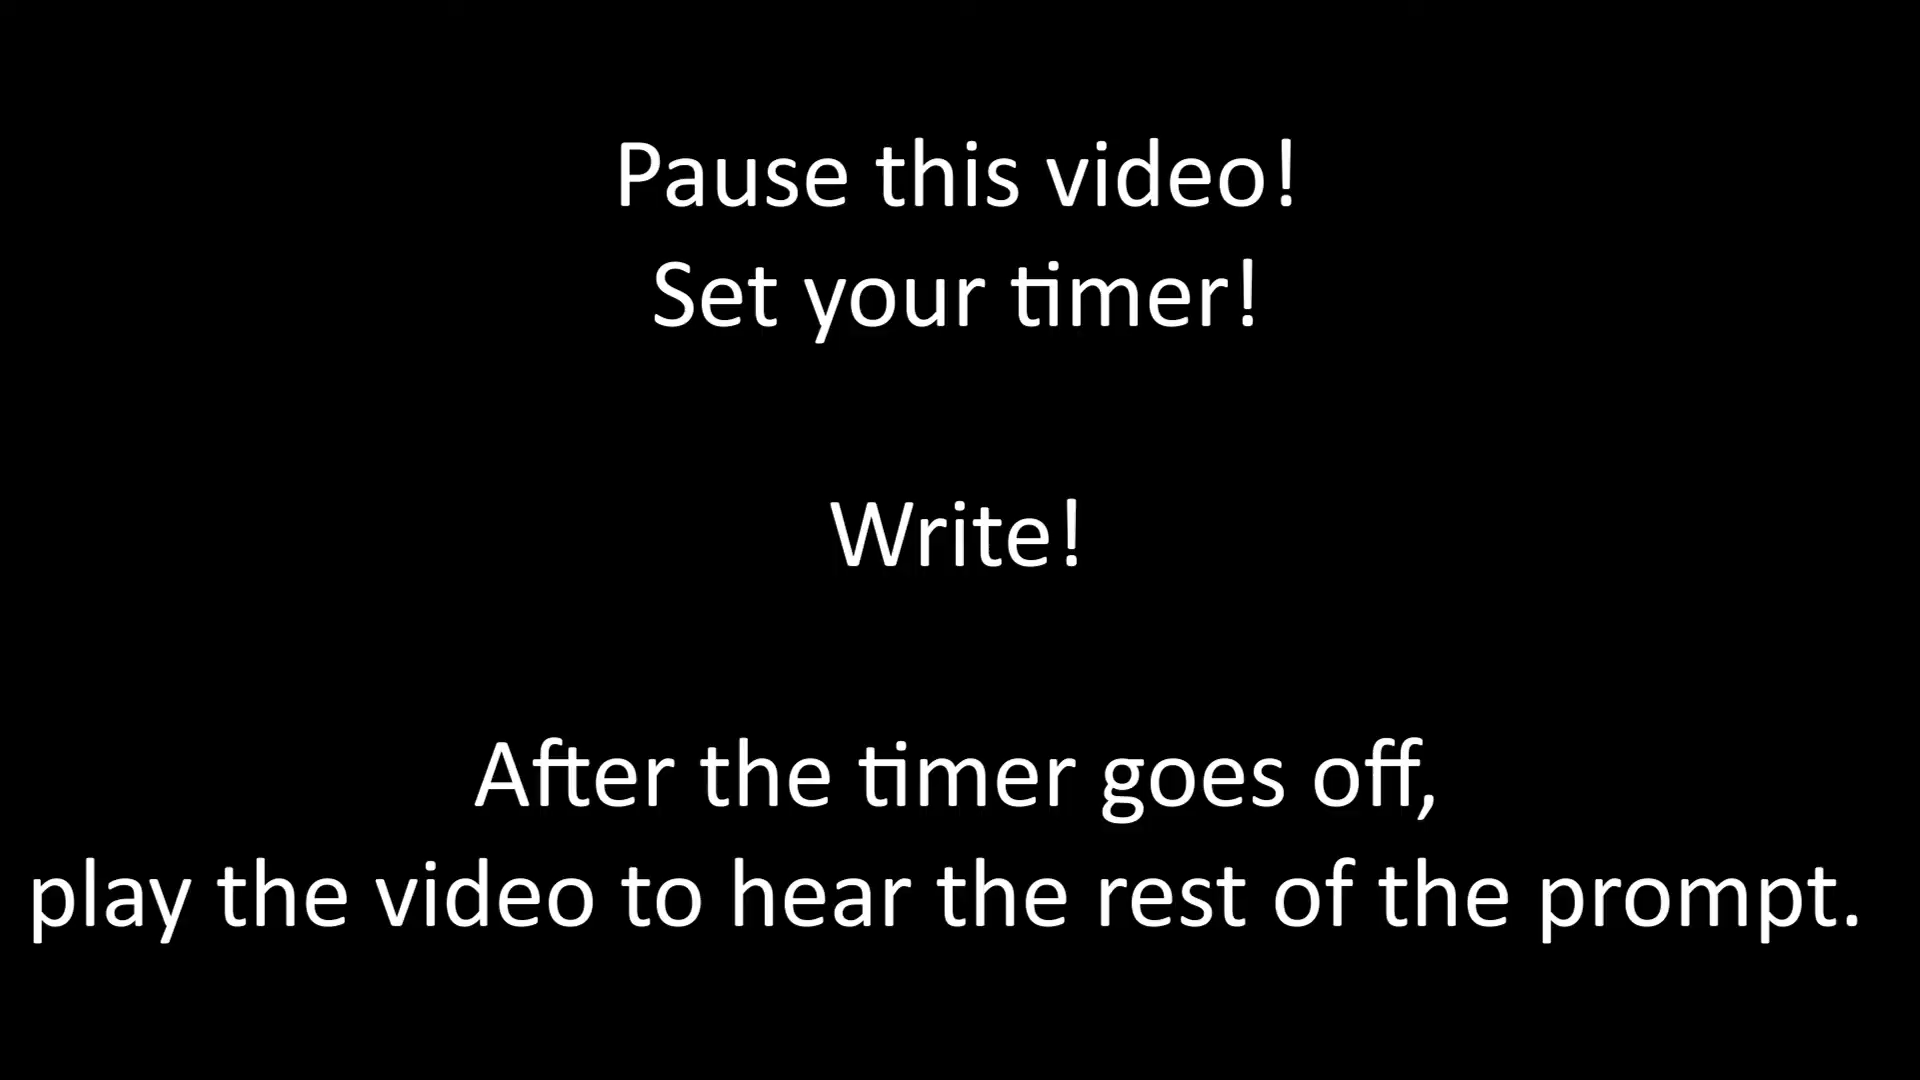 Pause this video!
Set your timer!
Write!
After the timer goes off,
play the video to hear the rest of the prompt.